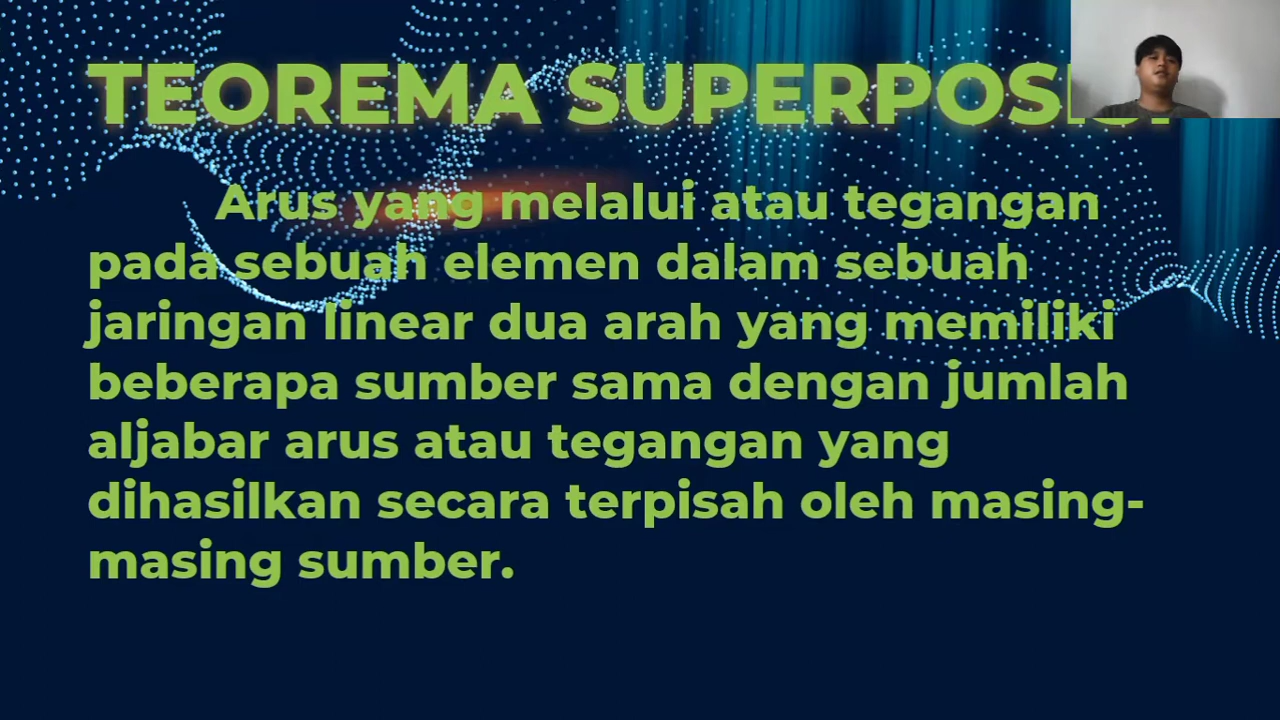 TEOREMA
Arus yang melalui atau tegangan
pada sebuah elemen dalam sebuah
jaringan linear dua arah yang memiliki
beberapa sumber sama dengan jumlah
aljabar arus atau tegangan yang
dihasilkan secara terpisah oleh masing-
masing sumber.